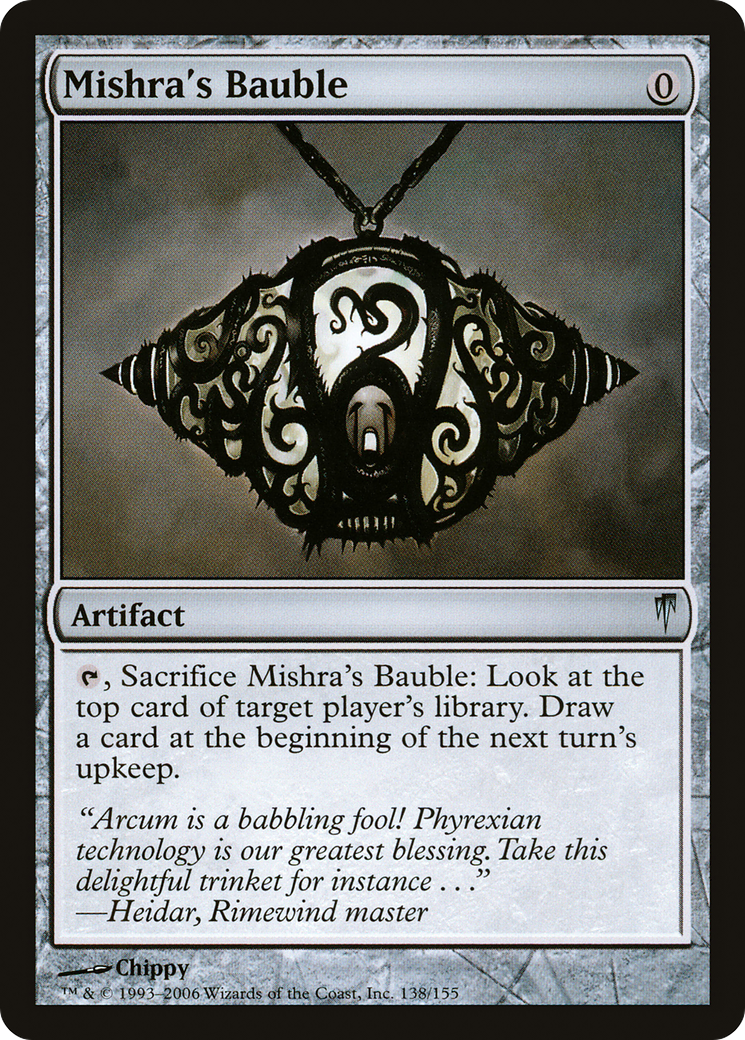 Mishra's Bauble
0
Artifact
, Sacrifice Mishra's Bauble: Look at the
top card of target player's library. Draw
a card at the beginning of the next turn's
upkeep.
“Arcum is a babbling fool! Phyrexian
technology is our greatest blessing. Take this
delightful trinket for instance . . .”
—Heidar, Rimewind master
Chippy
™ & © 1993–2006 Wizards of the Coast, Inc. 138/155